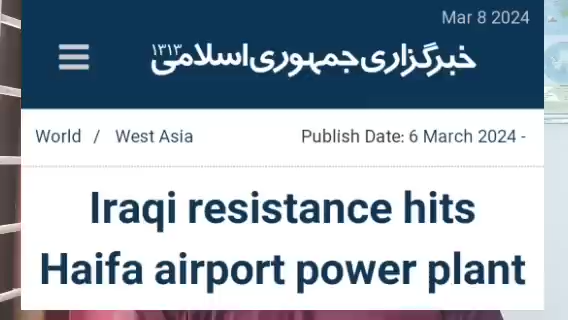 Mar 8 2024
خبرگزاری جمهوری اسلامی ۱۳۱۳
World / West Asia Publish Date: 6 March 2024 -
Iraqi resistance hits
Haifa airport power plant